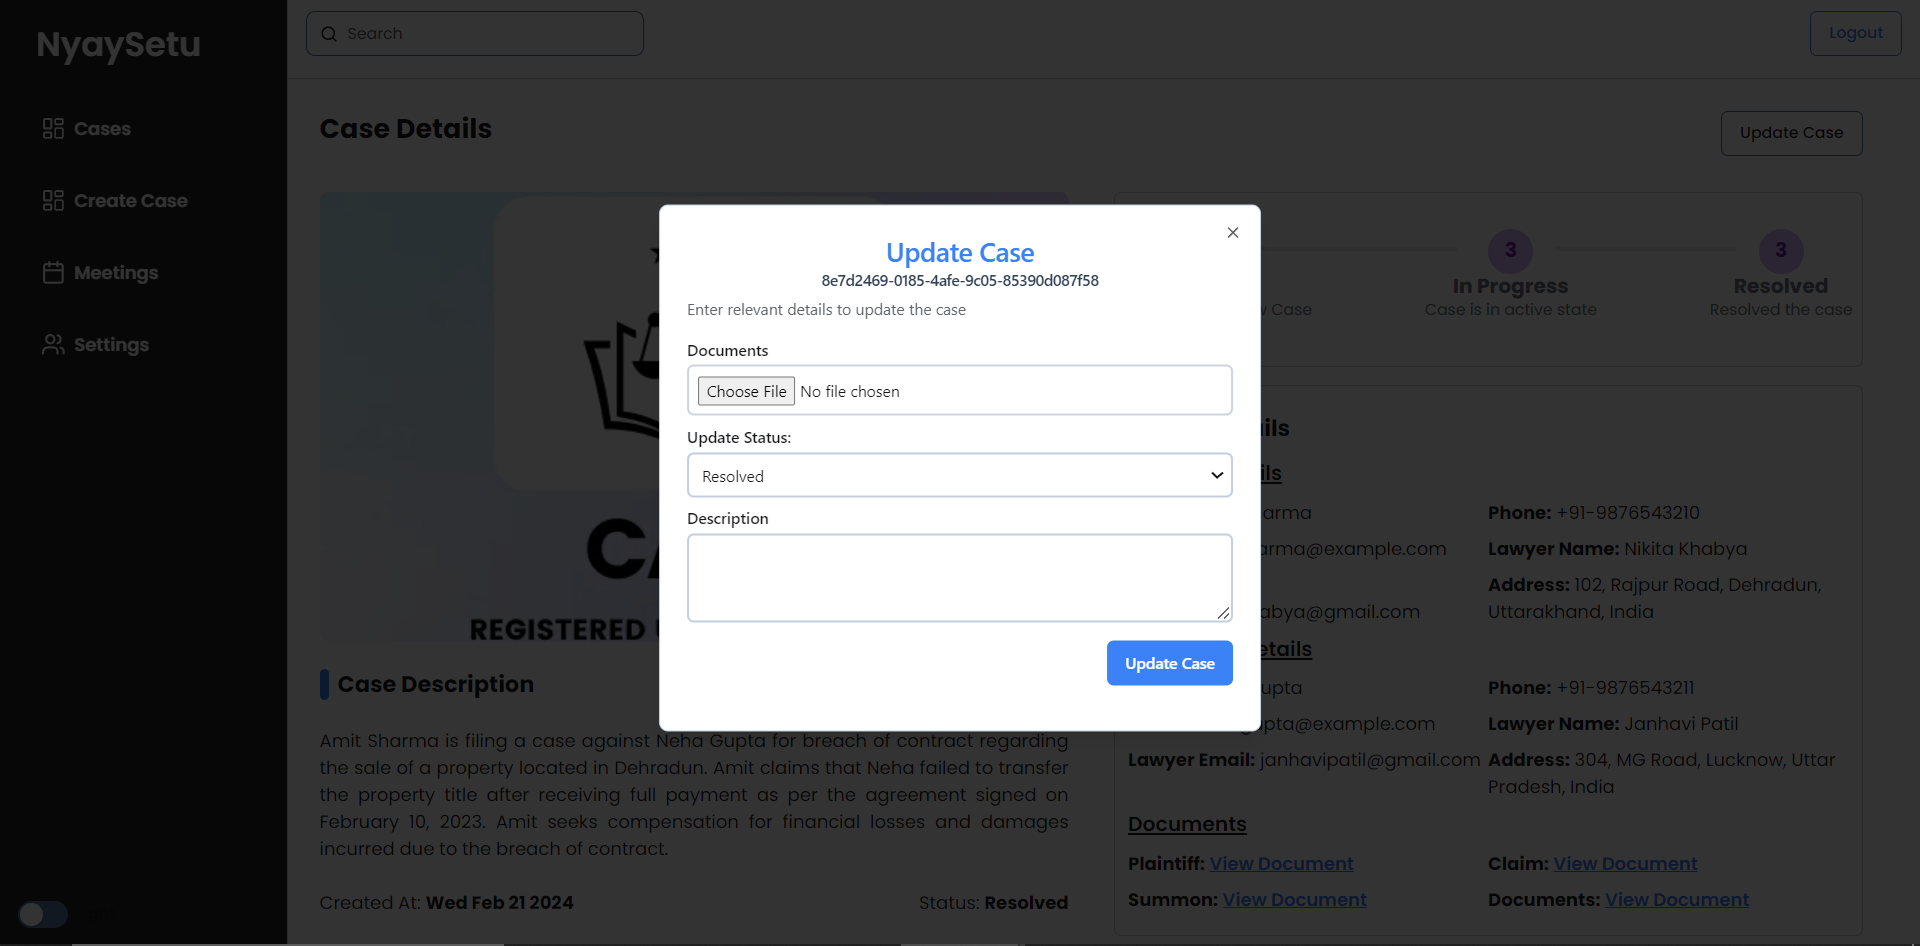 NyaySetu
Search
Logout
Cases
Create Case
Meetings
Settings
Case Details
Update Case
REGISTERED
Case Description
Amit Sharma is filing a case against Neha Gupta for breach of contract regarding
the sale of a property located in Dehradun. Amit claims that Neha failed to transfer
the property title after receiving full payment as per the agreement signed on
February 10, 2023. Amit seeks compensation for financial losses and damages
incurred due to the breach of contract.
Created At: Wed Feb 21 2024
Status: Resolved
Update Case
8e7d2469-0185-4afe-9c05-85390d087f58
Enter relevant details to update the case
Documents
Choose File No file chosen
Update Status:
Resolved
Description
Update Case
3
In Progress
Case is in active state
3
Resolved
Resolved the case
Case
ils
ils
arma
Phone: +91-9876543210
arma@example.com
Lawyer Name: Nikita Khabya
abya@gmail.com
Address: 102, Rajpur Road, Dehradun,
Uttarakhand, India
etails
upta
Phone: +91-9876543211
pta@example.com
Lawyer Name: Janhavi Patil
Lawyer Email: janhavipatil@gmail.com
Address: 304, MG Road, Lucknow, Uttar
Pradesh, India
Documents
Plaintiff: View Document
Claim: View Document
Summon: View Document
Documents: View Document